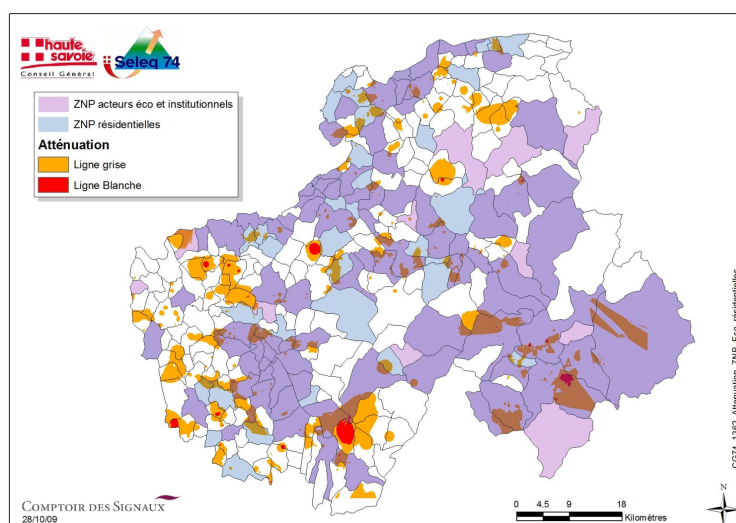 haute
savoie
Conseil Général
Seleq 74
ZNP acteurs éco et institutionnels
ZNP résidentielles
Atténuation
Ligne grise
Ligne Blanche
CG74_1262_Attenuation_ZNP_Eco_résidentielles
COMPTOIR DES SIGNAUX
28/10/09
0 4.5 9 18
Kilomètres
N